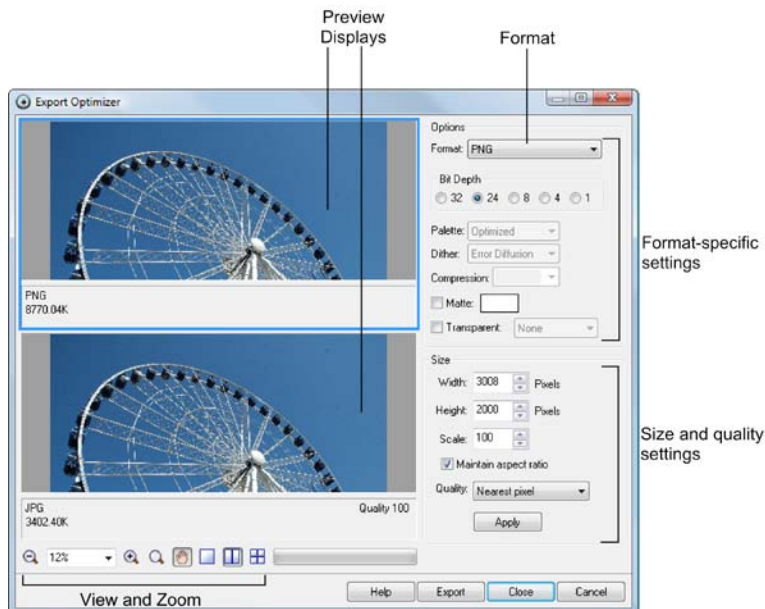 Preview
Displays
Format
Export Optimizer
Options
Format: PNG
Bit Depth
32 24 8 4 1
Palette: Optimized
Dither: Error Diffusion
Compression:
Matte:
Transparent: None
Format-specific
settings
PNG
8770.04K
Size
Width: 3008 Pixels
Height: 2000 Pixels
Scale: 100
Maintain aspect ratio
Quality: Nearest pixel
Apply
Size and quality
settings
JPG Quality 100
3402.40K
12%
View and Zoom
Help Export Close Cancel